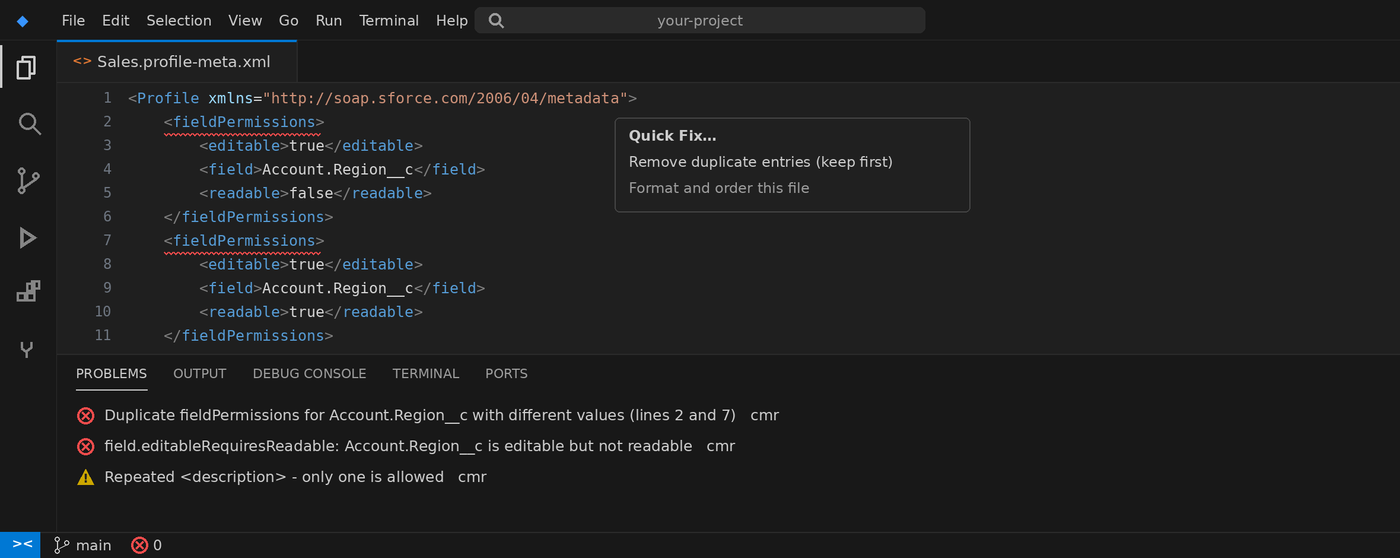 File Edit Selection View Go Run Terminal Help your-project
<> Sales.profile-meta.xml
1 <Profile xmlns="http://soap.sforce.com/2006/04/metadata">
2 <fieldPermissions>
3 <editable>true</editable>
4 <field>Account.Region__c</field>
5 <readable>false</readable>
6 </fieldPermissions>
7 <fieldPermissions>
8 <editable>true</editable>
9 <field>Account.Region__c</field>
10 <readable>true</readable>
11 </fieldPermissions>
Quick Fix...
Remove duplicate entries (keep first)
Format and order this file
PROBLEMS OUTPUT DEBUG CONSOLE TERMINAL PORTS
Duplicate fieldPermissions for Account.Region__c with different values (lines 2 and 7) cmr
field.editableRequiresReadable: Account.Region__c is editable but not readable cmr
Repeated <description> - only one is allowed cmr
>< main 0